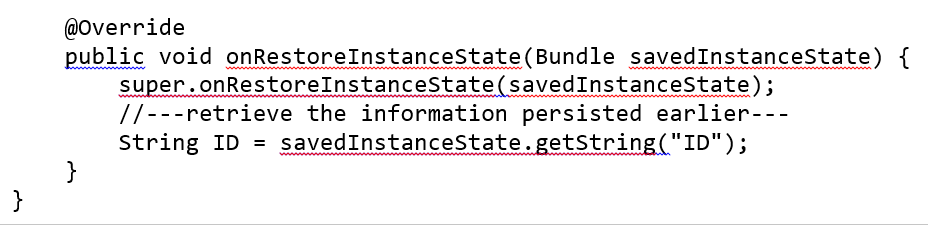 @Override
public void onRestoreInstanceState(Bundle savedInstanceState) {
super.onRestoreInstanceState(savedInstanceState);
//---retrieve the information persisted earlier---
String ID = savedInstanceState.getString("ID");
}
}